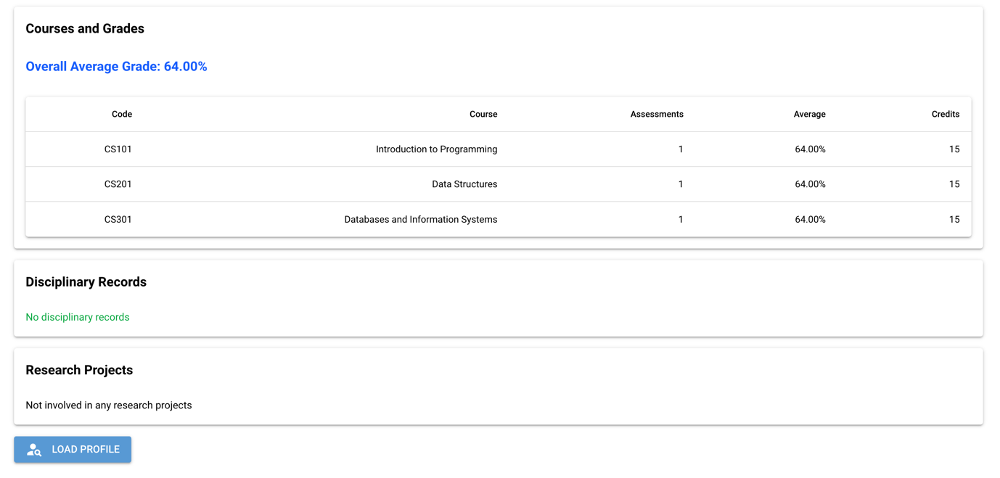 Courses and Grades
Overall Average Grade: 64.00%
Code Course Assessments Average Credits
CS101 Introduction to Programming 1 64.00% 15
CS201 Data Structures 1 64.00% 15
CS301 Databases and Information Systems 1 64.00% 15
Disciplinary Records
No disciplinary records
Research Projects
Not involved in any research projects
LOAD PROFILE